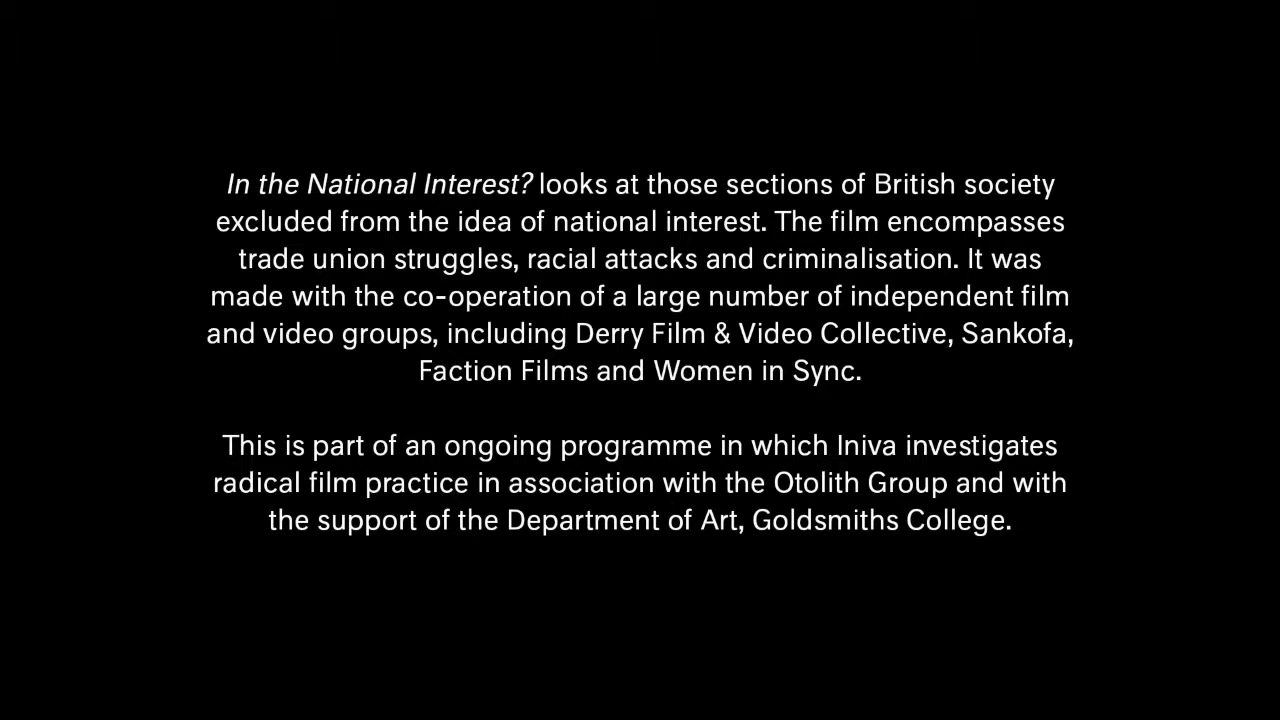 In the National Interest? looks at those sections of British society
excluded from the idea of national interest. The film encompasses
trade union struggles, racial attacks and criminalisation. It was
made with the co-operation of a large number of independent film
and video groups, including Derry Film & Video Collective, Sankofa,
Faction Films and Women in Sync.
This is part of an ongoing programme in which Iniva investigates
radical film practice in association with the Otolith Group and with
the support of the Department of Art, Goldsmiths College.